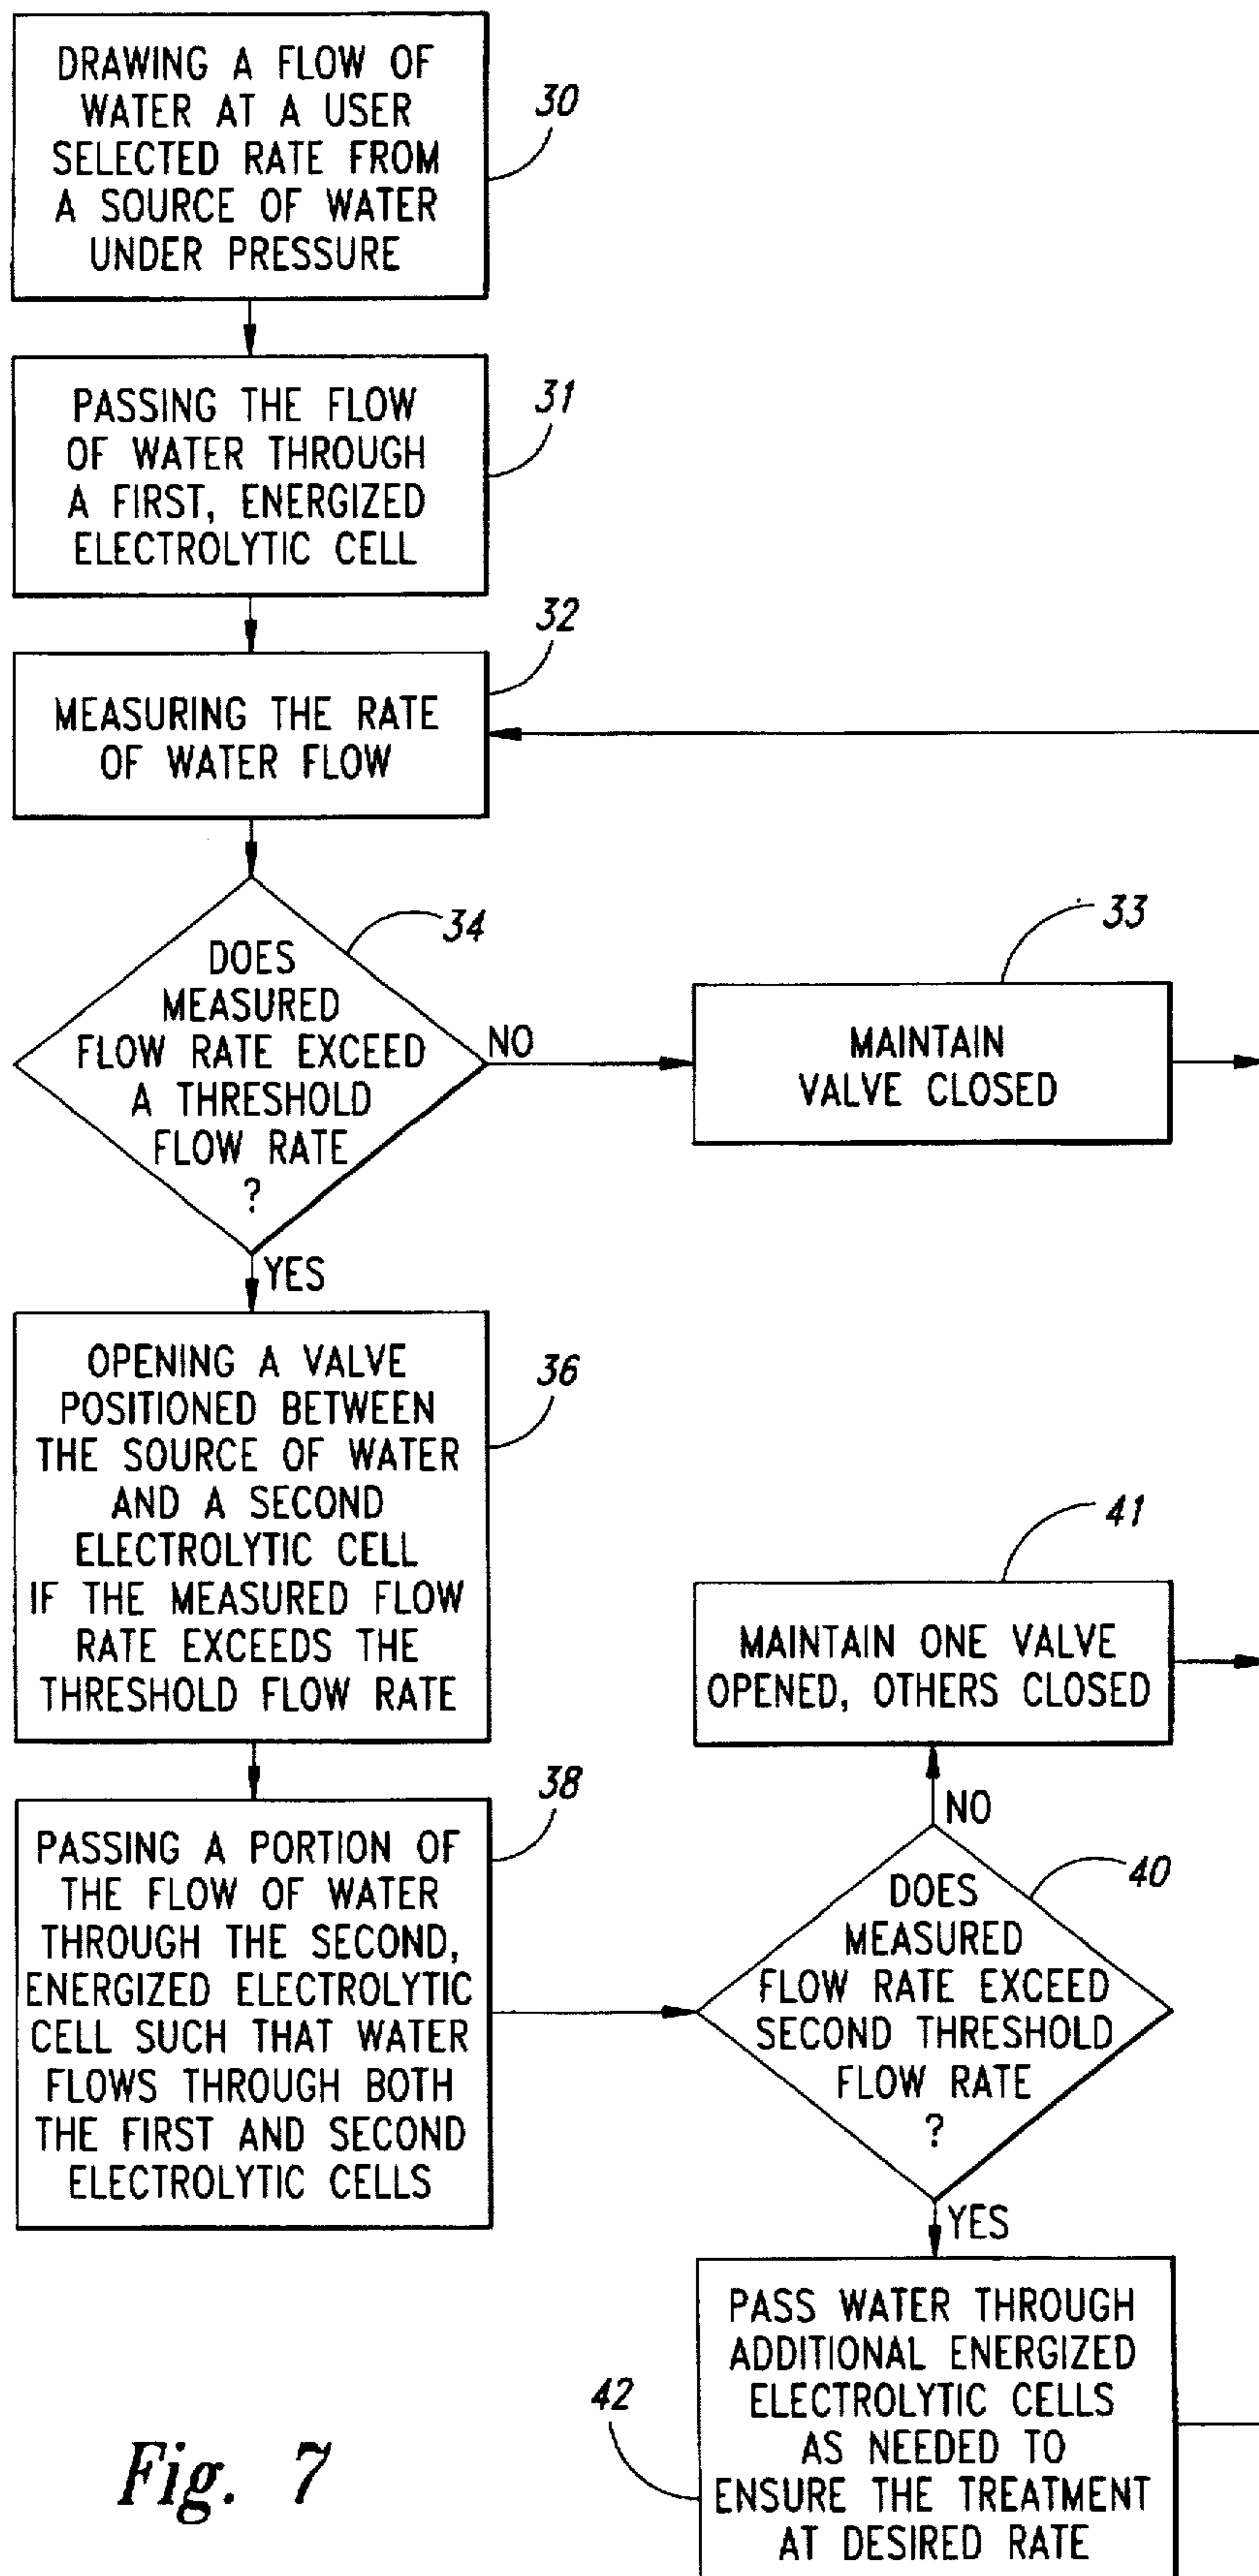 DRAWING A FLOW OF
WATER AT A USER
SELECTED RATE FROM
A SOURCE OF WATER
UNDER PRESSURE
30
PASSING THE FLOW
OF WATER THROUGH
A FIRST, ENERGIZED
ELECTROLYTIC CELL
31
MEASURING THE RATE
OF WATER FLOW
32
DOES
MEASURED
FLOW RATE EXCEED
A THRESHOLD
FLOW RATE
?
34
NO
MAINTAIN
VALVE CLOSED
33
YES
OPENING A VALVE
POSITIONED BETWEEN
THE SOURCE OF WATER
AND A SECOND
ELECTROLYTIC CELL
IF THE MEASURED FLOW
RATE EXCEEDS THE
THRESHOLD FLOW RATE
36
PASSING A PORTION OF
THE FLOW OF WATER
THROUGH THE SECOND,
ENERGIZED ELECTROLYTIC
CELL SUCH THAT WATER
FLOWS THROUGH BOTH
THE FIRST AND SECOND
ELECTROLYTIC CELLS
38
MAINTAIN ONE VALVE
OPENED, OTHERS CLOSED
41
NO
DOES
MEASURED
FLOW RATE EXCEED
SECOND THRESHOLD
FLOW RATE
?
40
YES
PASS WATER THROUGH
ADDITIONAL ENERGIZED
ELECTROLYTIC CELLS
AS NEEDED TO
ENSURE THE TREATMENT
AT DESIRED RATE
42
Fig. 7